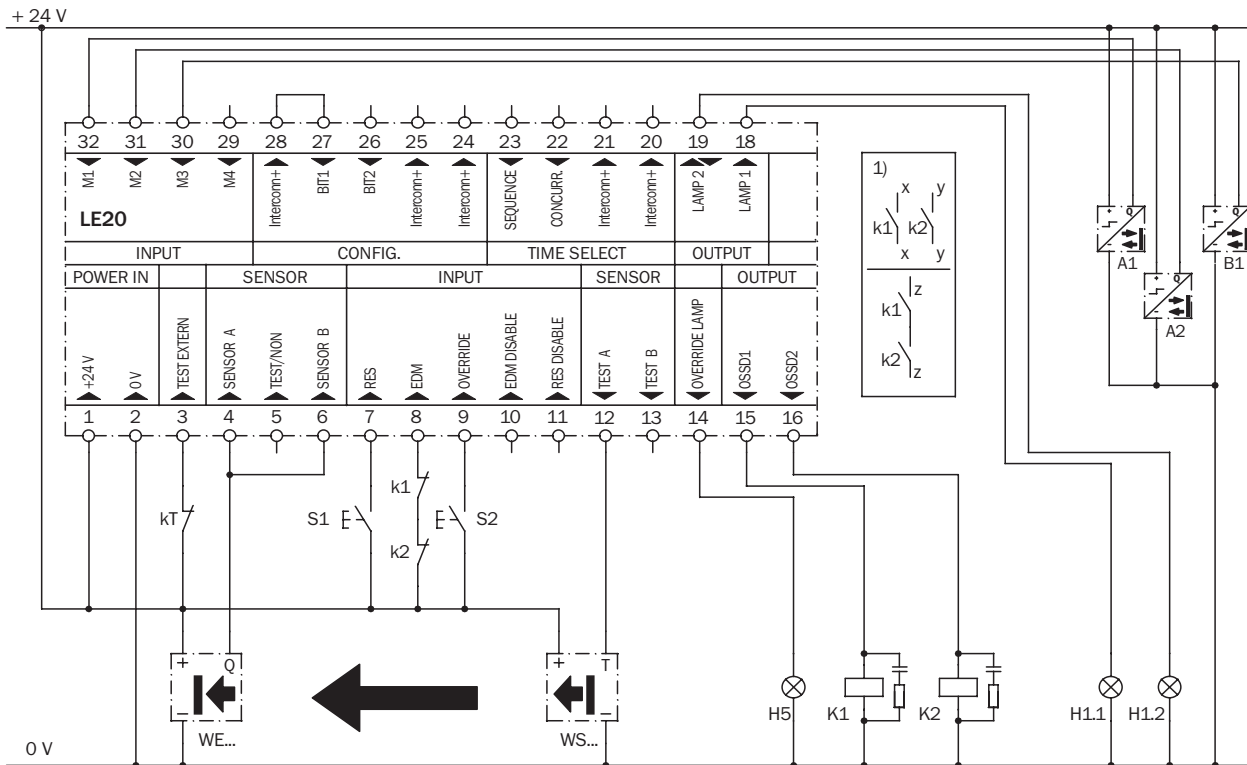 + 24 V
32 31 30 29 28 27 26 25 24 23 22 21 20 19 18
M1 M2 M3 M4 Interconn+ BIT1 BIT2 Interconn+ Interconn+ SEQUENCE CONCURR. Interconn+ Interconn+ LAMP 2 LAMP 1
LE20
INPUT CONFIG. TIME SELECT OUTPUT
POWER IN SENSOR INPUT SENSOR OUTPUT
+24 V 0 V TEST EXTERN SENSOR A TEST/NON SENSOR B RES EDM OVERRIDE EDM DISABLE RES DISABLE TEST A TEST B OVERRIDE LAMP OSSD1 OSSD2
1 2 3 4 5 6 7 8 9 10 11 12 13 14 15 16
1)
x y
k1 k2
x y
z
k1
k2
z
+ Q
-
A1
+ Q
-
A2
+ Q
-
B1
kT
S1
k1
k2
S2
+ Q
–
WE...
+ T
–
WS...
H5
K1
K2
H1.1
H1.2
0 V